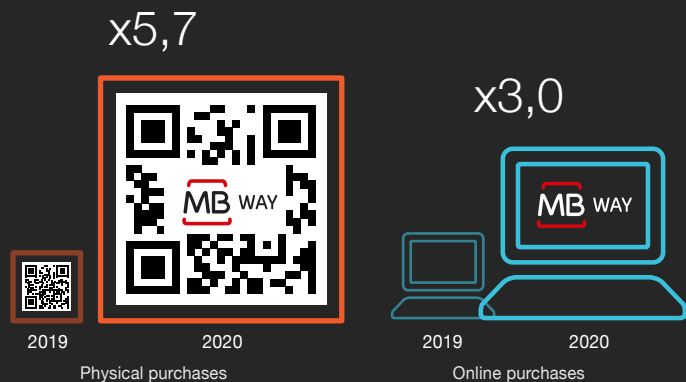 x5,7
MB WAY
2019
2020
Physical purchases
x3,0
MB WAY
2019
2020
Online purchases